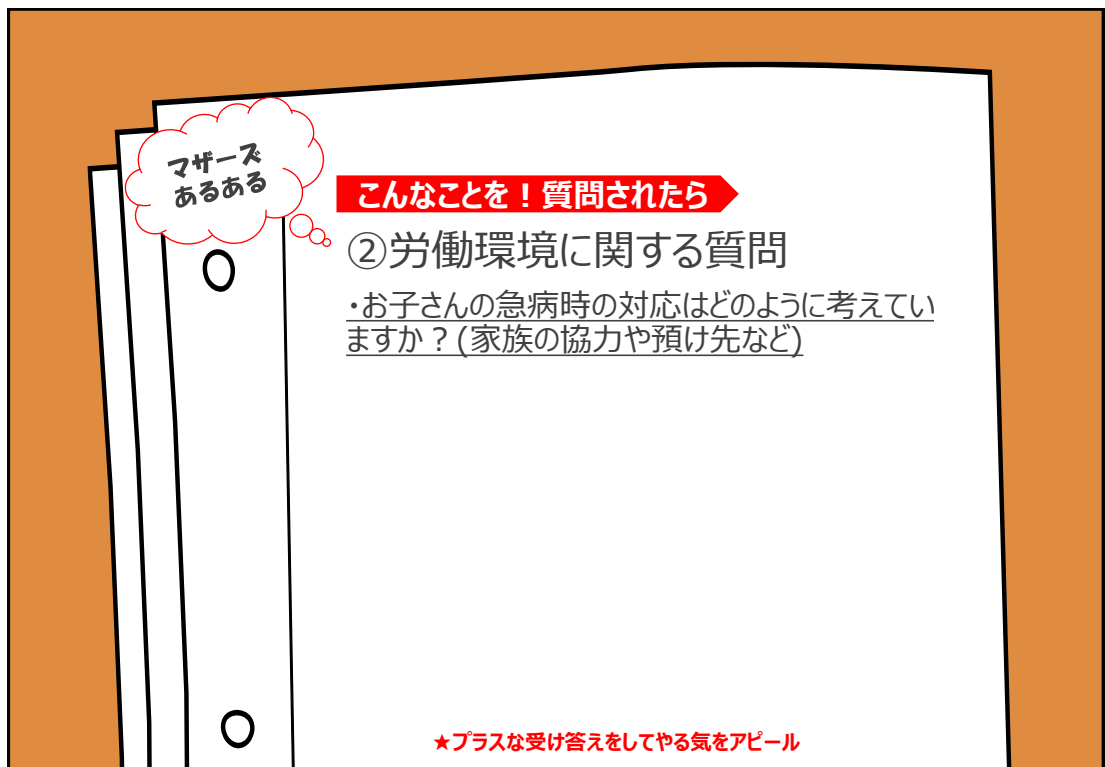 マザーズ
あるある
こんなことを！質問されたら
②労働環境に関する質問
・お子さんの急病時の対応はどのように考えてい
ますか？(家族の協力や預け先など)
★プラスな受け答えをしてやる気をアピール